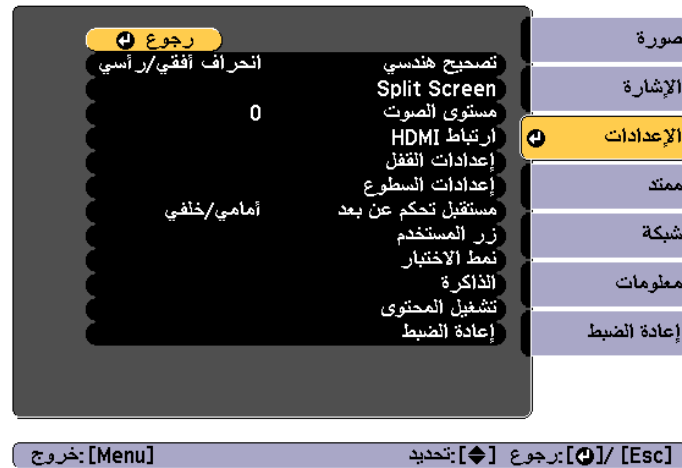 صورة
الإشارة
الإعدادات
ممتد
شبكة
معلومات
إعادة الضبط
رجوع
تصحيح هندسي انحراف أفقي/رأسي
Split Screen
مستوى الصوت 0
ارتباط HDMI
إعدادات القفل
إعدادات السطوع
مستقبل تحكم عن بعد أمامي/خلفي
زر المستخدم
نمط الاختبار
الذاكرة
تشغيل المحتوى
إعادة الضبط
[Esc] /[]:رجوع []:تحديد [Menu]:خروج